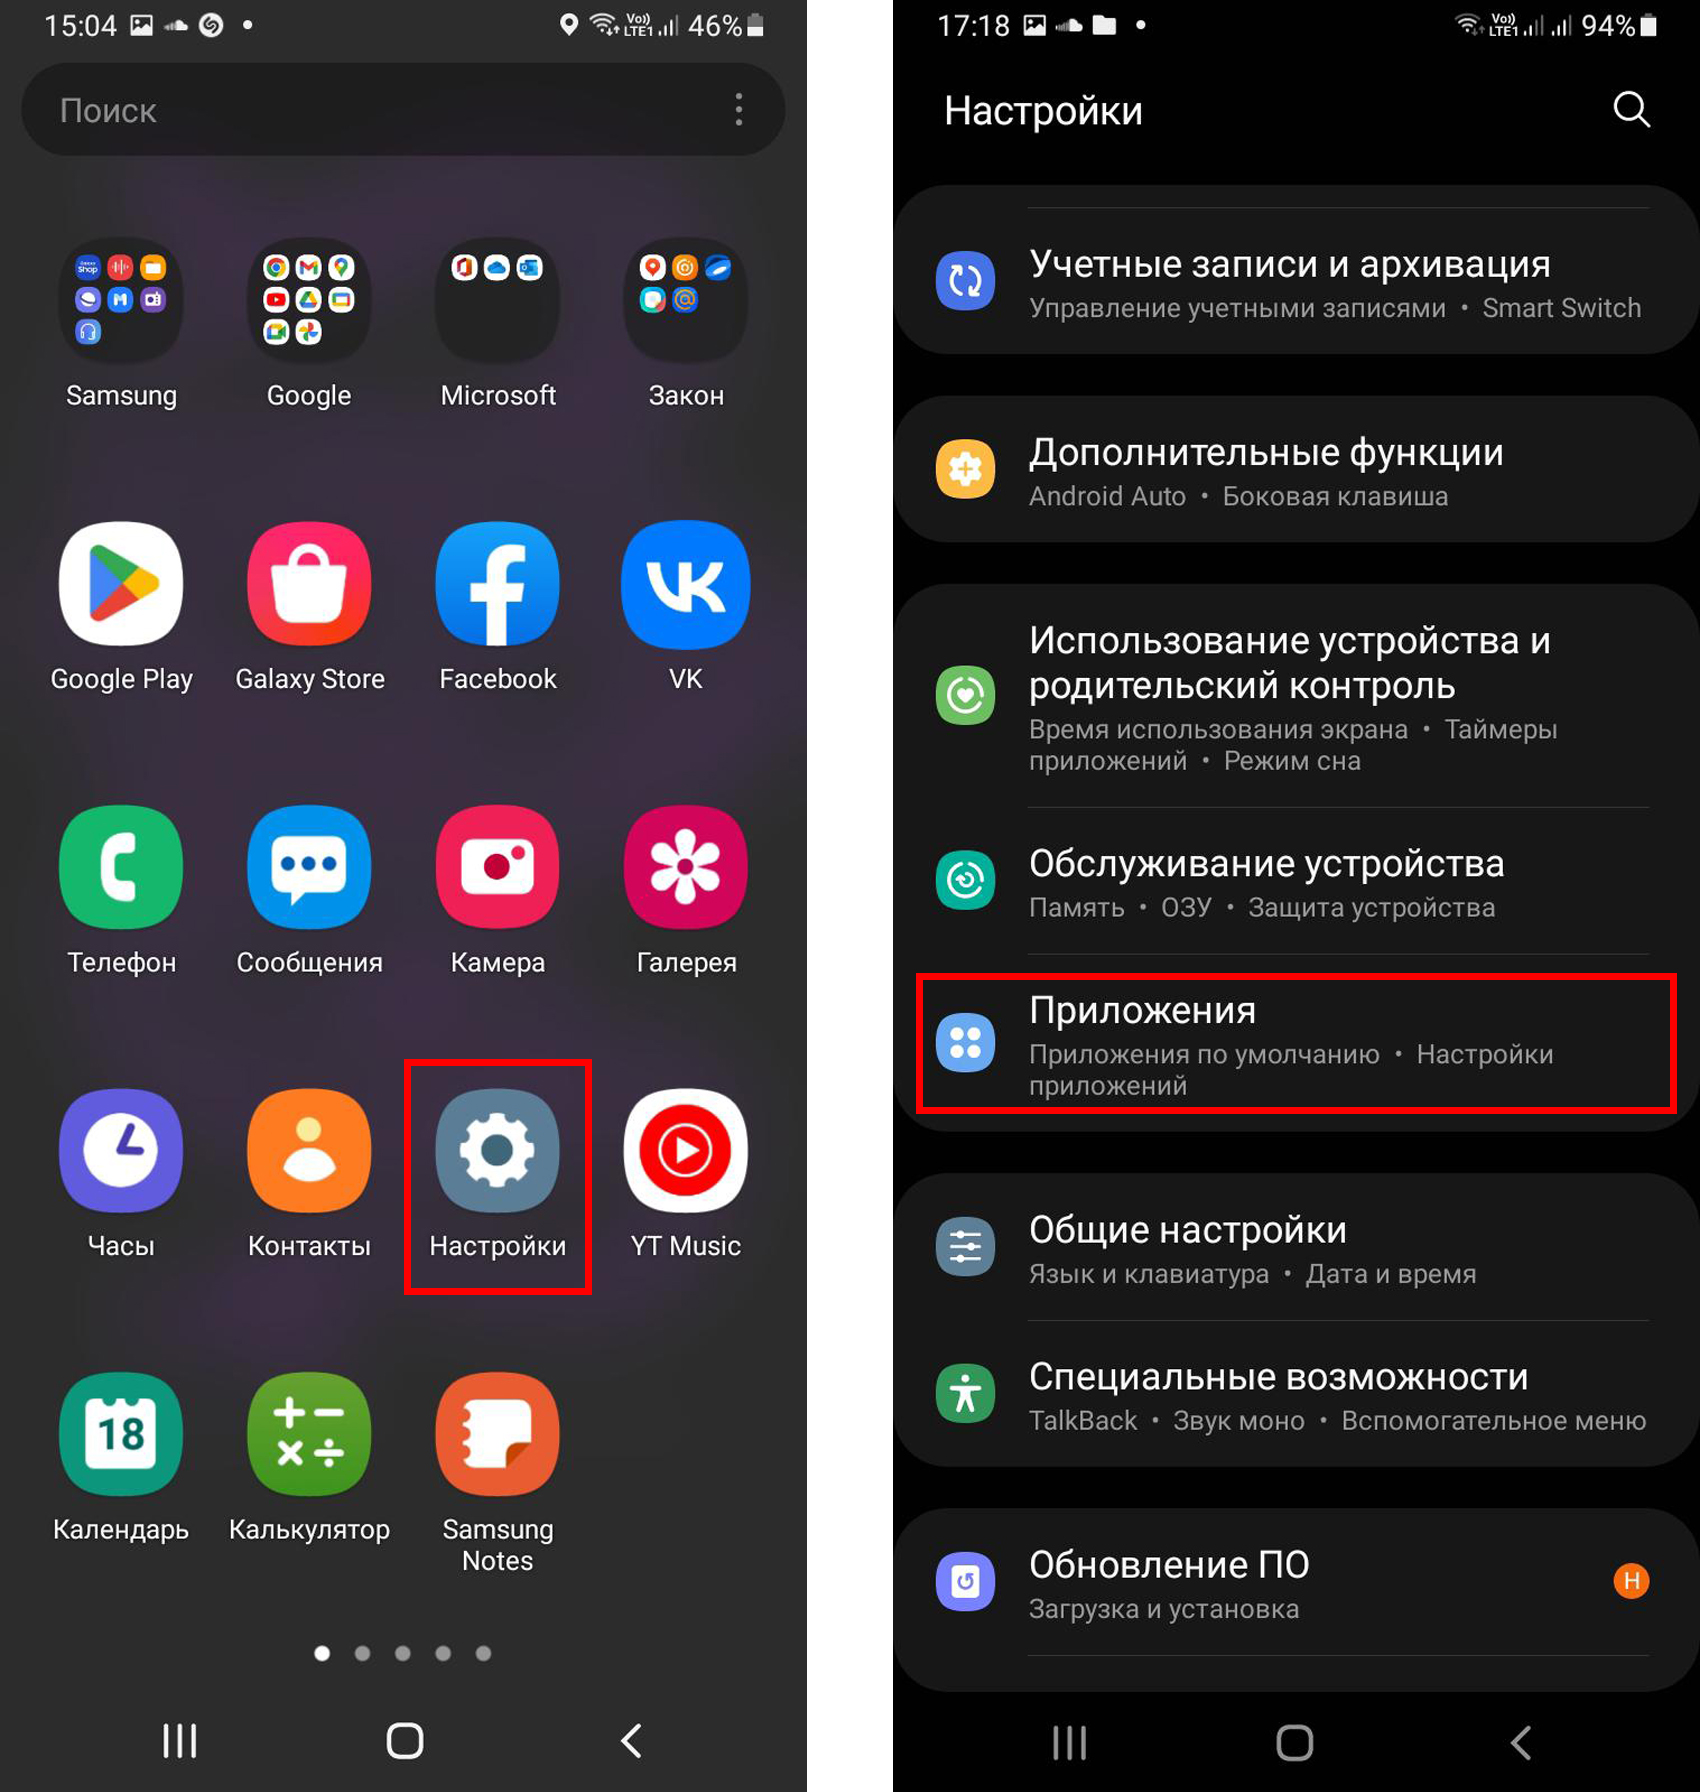 15:04
Vo)) LTE1 46%
Поиск
Samsung
Google
Microsoft
Закон
Google Play
Galaxy Store
Facebook
VK
Телефон
Сообщения
Камера
Галерея
Часы
Контакты
Настройки
YT Music
18
Календарь
Калькулятор
Samsung
Notes
17:18
Vo)) LTE1 94%
Настройки
Учетные записи и архивация
Управление учетными записями • Smart Switch
Дополнительные функции
Android Auto • Боковая клавиша
Использование устройства и
родительский контроль
Время использования экрана • Таймеры
приложений • Режим сна
Обслуживание устройства
Память • ОЗУ • Защита устройства
Приложения
Приложения по умолчанию • Настройки
приложений
Общие настройки
Язык и клавиатура • Дата и время
Специальные возможности
TalkBack • Звук моно • Вспомогательное меню
Обновление ПО
Н
Загрузка и установка